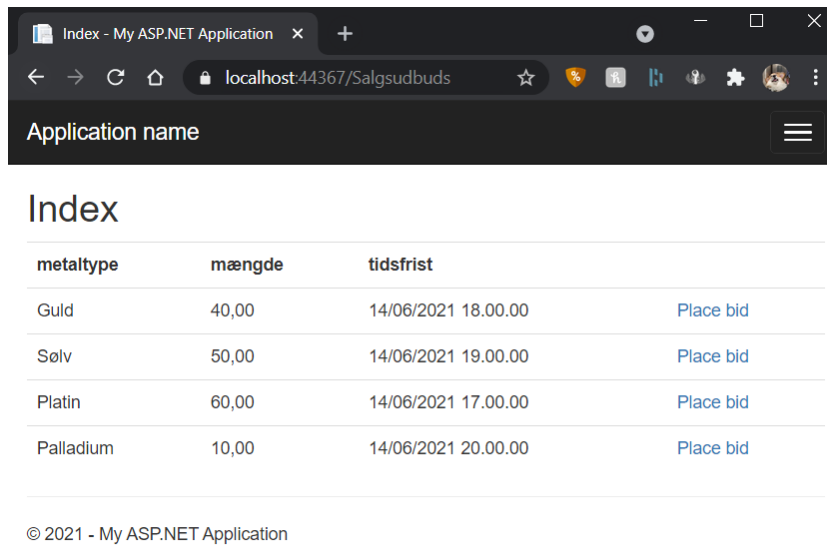 Index - My ASP.NET Application
localhost:44367/Salgsudbuds
Application name
Index
metaltype mængde tidsfrist
Guld 40,00 14/06/2021 18.00.00 Place bid
Sølv 50,00 14/06/2021 19.00.00 Place bid
Platin 60,00 14/06/2021 17.00.00 Place bid
Palladium 10,00 14/06/2021 20.00.00 Place bid
© 2021 - My ASP.NET Application